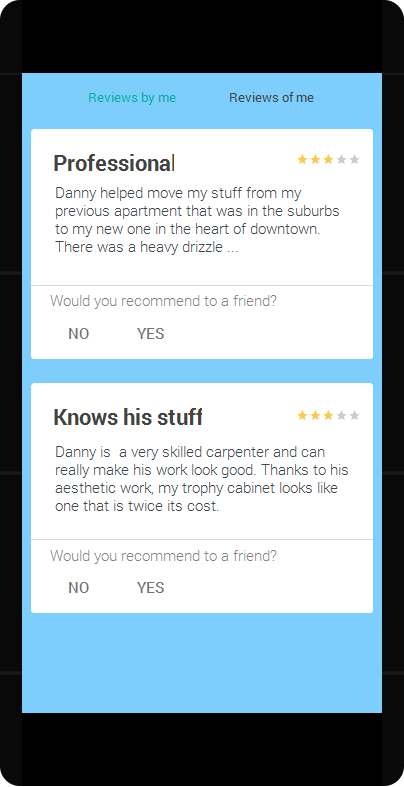 Reviews by me Reviews of me
Professional
Danny helped move my stuff from my
previous apartment that was in the suburbs
to my new one in the heart of downtown.
There was a heavy drizzle ...
Would you recommend to a friend?
NO YES
Knows his stuff
Danny is  a very skilled carpenter and can
really make his work look good. Thanks to his
aesthetic work, my trophy cabinet looks like
one that is twice its cost.
Would you recommend to a friend?
NO YES